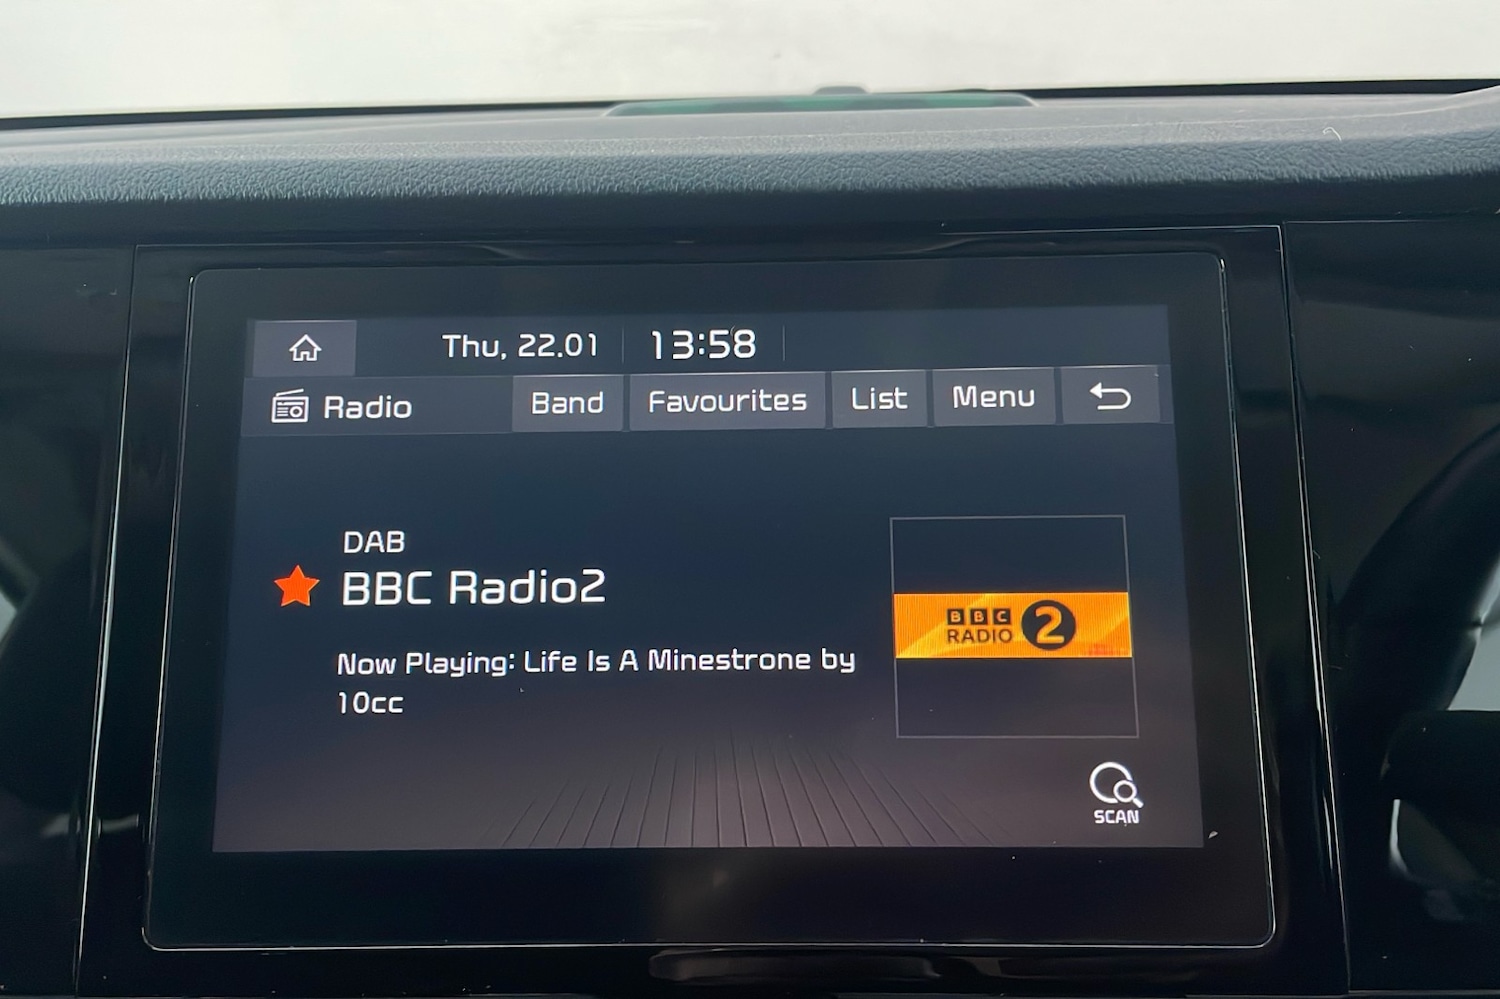 Thu, 22.01 13:58
Radio Band Favourites List Menu
DAB
BBC Radio2
Now Playing: Life Is A Minestrone by
10cc
BBC
RADIO 2
SCAN